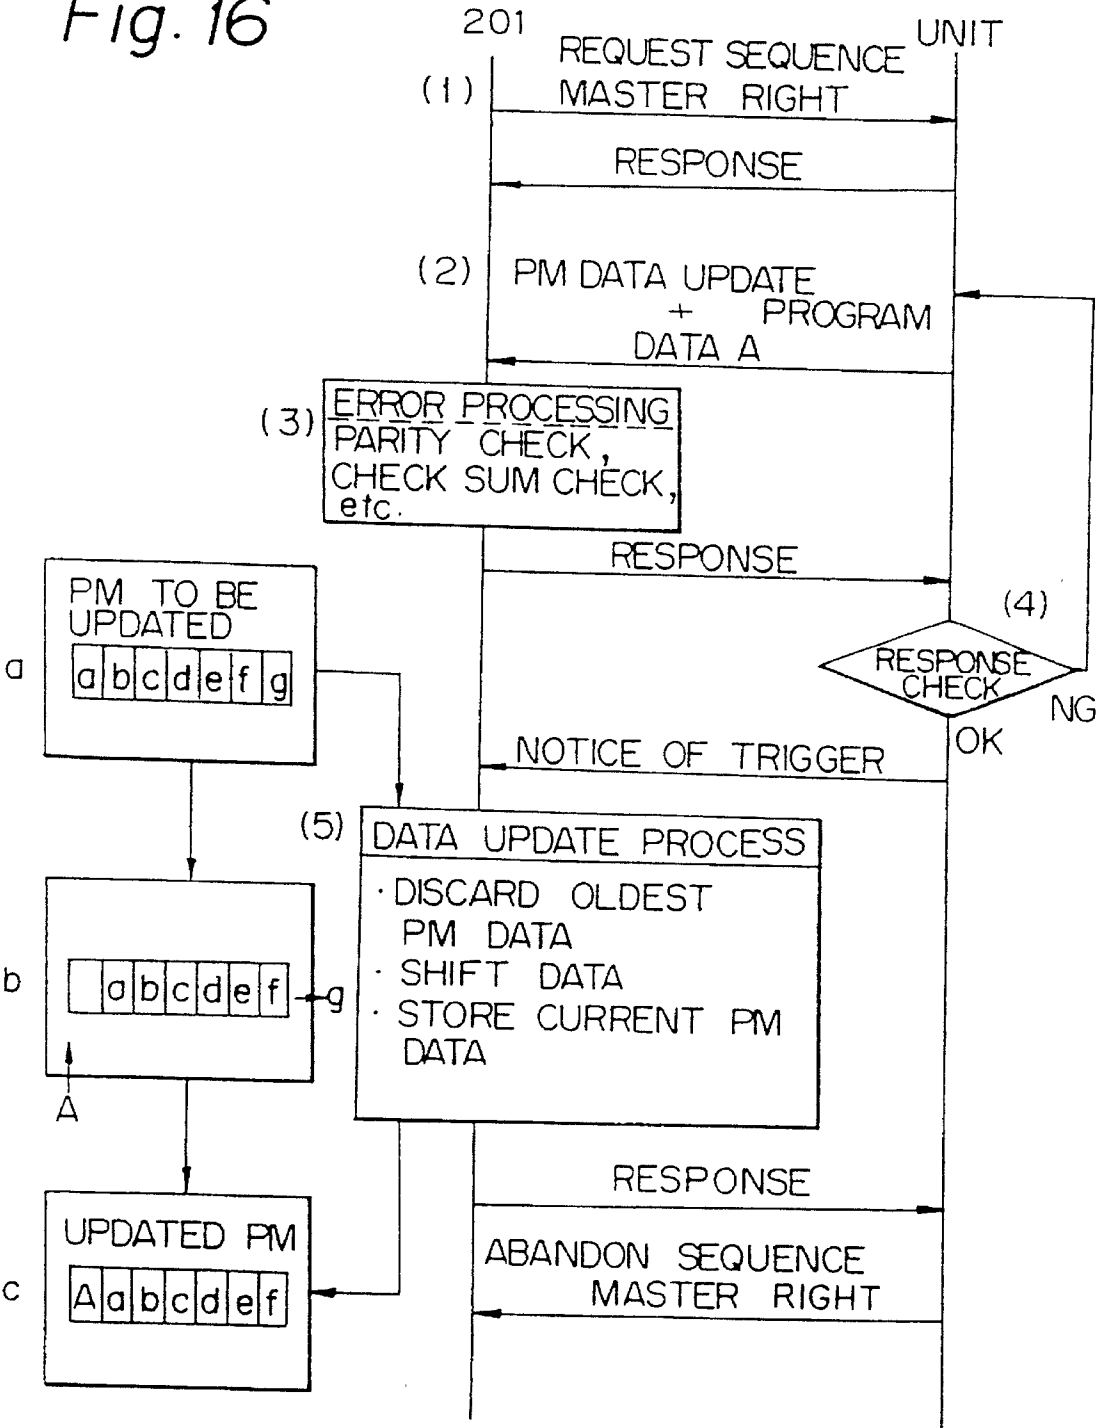 Fig. 16
201
UNIT
(1)
REQUEST SEQUENCE
MASTER RIGHT
RESPONSE
(2)
PM DATA UPDATE
+ PROGRAM
DATA A
(3)
ERROR PROCESSING
PARITY CHECK,
CHECK SUM CHECK,
etc.
RESPONSE
(4)
RESPONSE
CHECK
NG
OK
PM TO BE
UPDATED
a
a b c d e f g
NOTICE OF TRIGGER
(5)
DATA UPDATE PROCESS
· DISCARD OLDEST
PM DATA
· SHIFT DATA
· STORE CURRENT PM
DATA
b
a b c d e f g
A
RESPONSE
ABANDON SEQUENCE
MASTER RIGHT
UPDATED PM
c
A a b c d e f